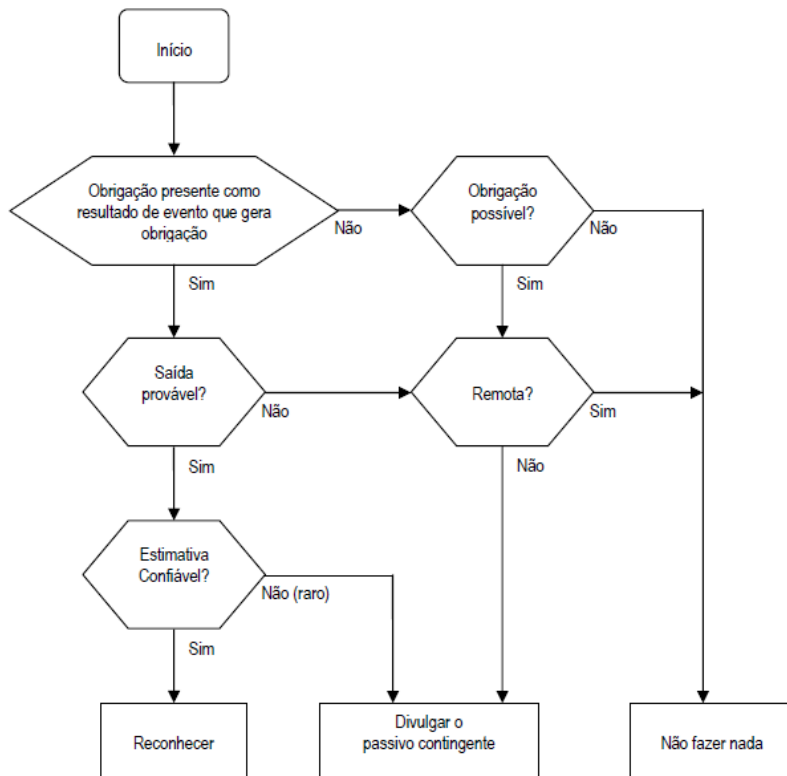 Início
Obrigação presente como
resultado de evento que gera
obrigação
Não
Obrigação
possível?
Não
Sim
Sim
Saída
provável?
Não
Remota?
Sim
Sim
Não
Estimativa
Confiável?
Não (raro)
Sim
Reconhecer
Divulgar o
passivo contingente
Não fazer nada